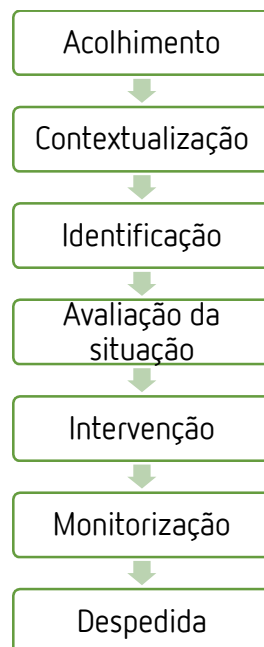 Acolhimento
Contextualização
Identificação
Avaliação da
situação
Intervenção
Monitorização
Despedida